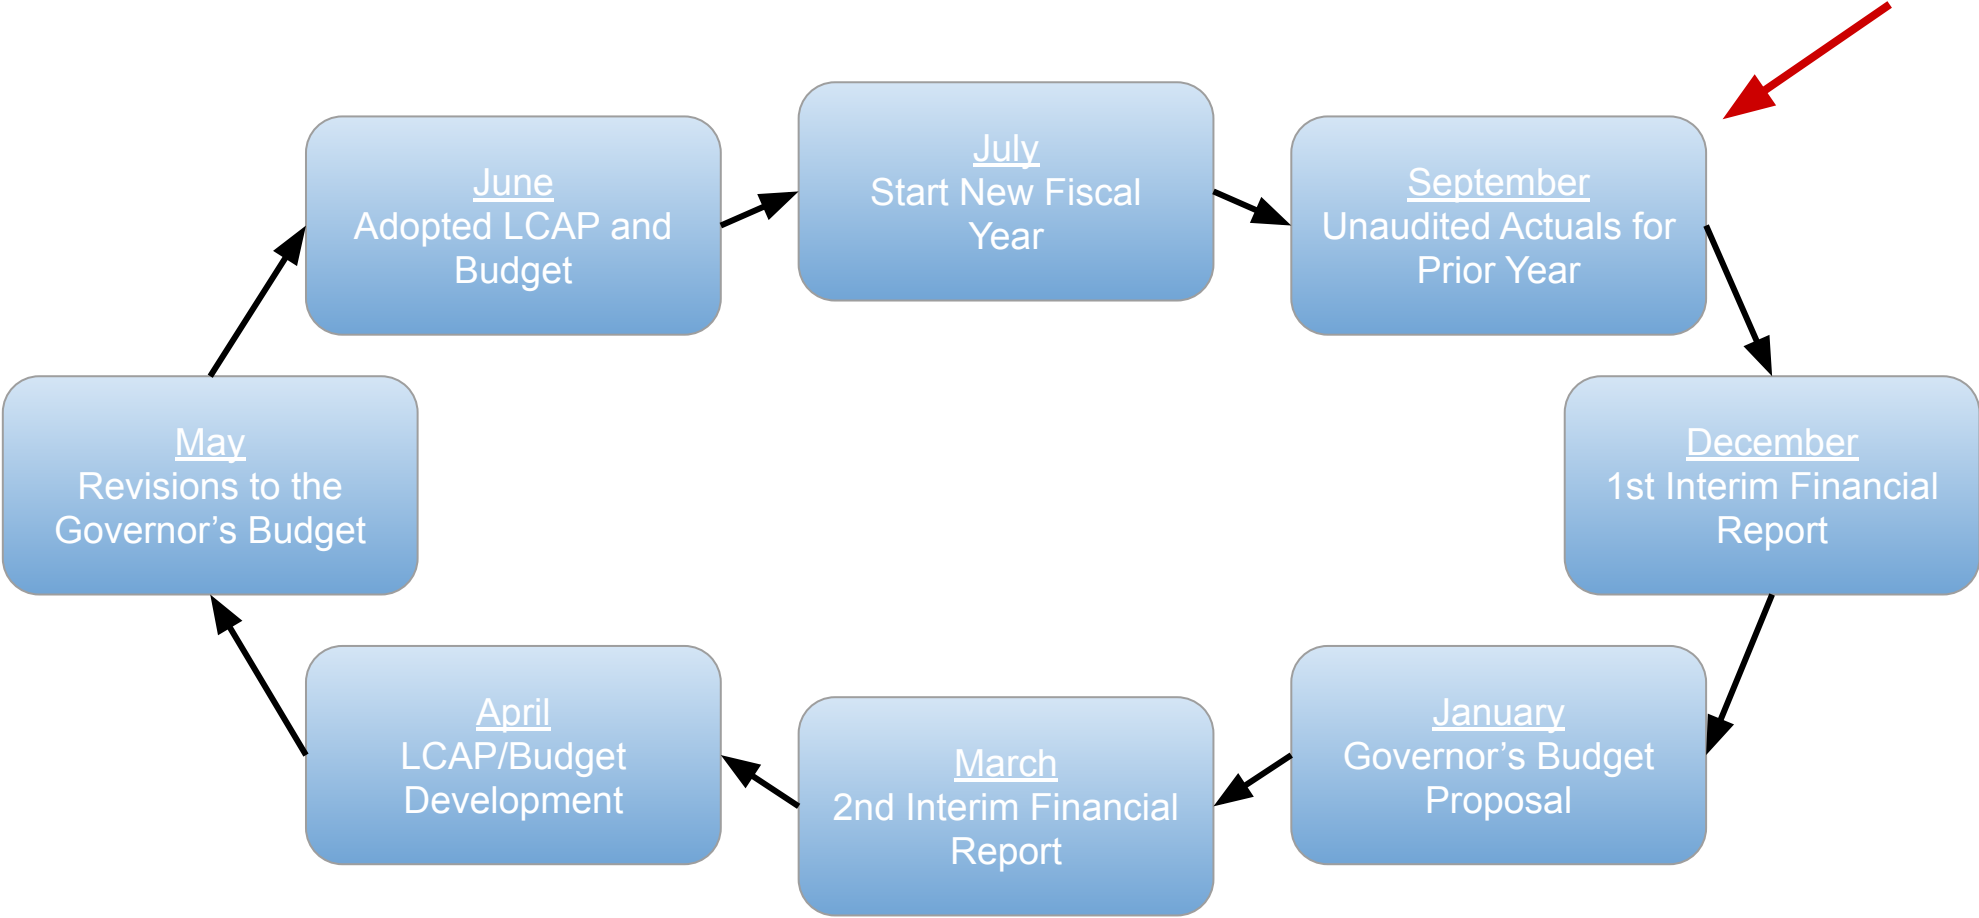 July
Start New Fiscal
Year
September
Unaudited Actuals for
Prior Year
December
1st Interim Financial
Report
January
Governor’s Budget
Proposal
March
2nd Interim Financial
Report
April
LCAP/Budget
Development
May
Revisions to the
Governor’s Budget
June
Adopted LCAP and
Budget